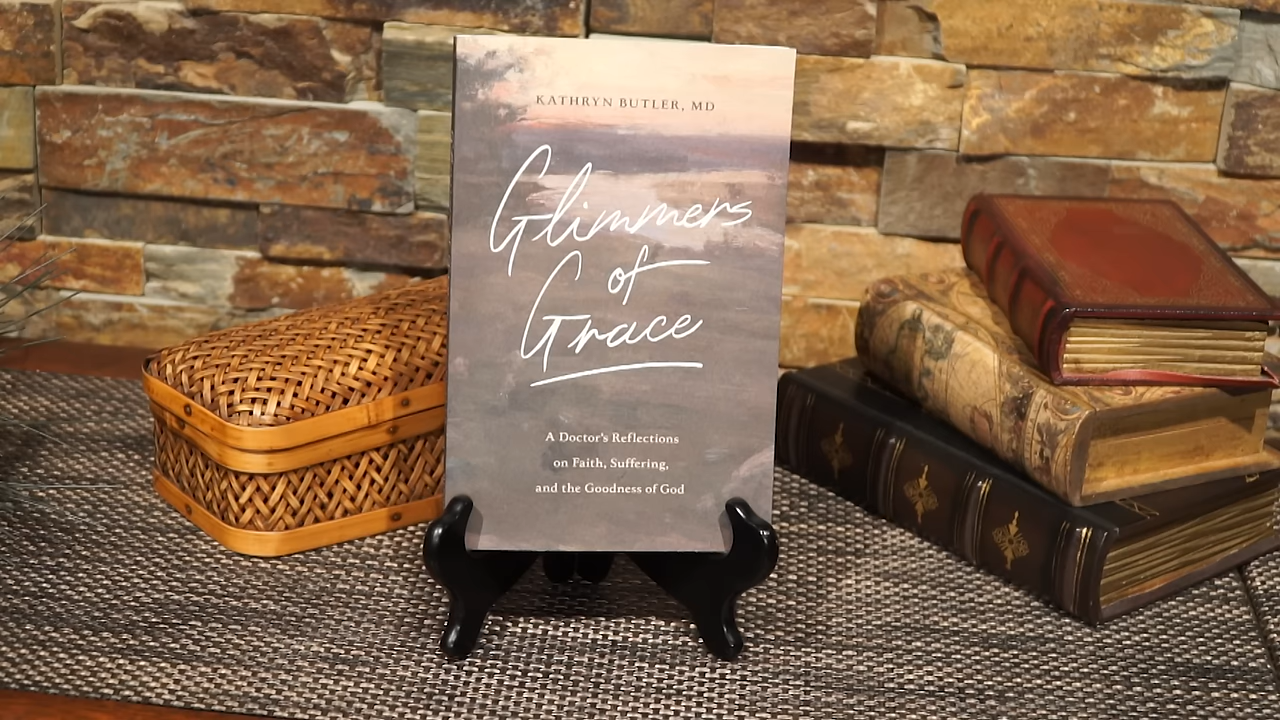 KATHRYN BUTLER, MD
Glimmers
of
Grace
A Doctor's Reflections
on Faith, Suffering,
and the Goodness of God